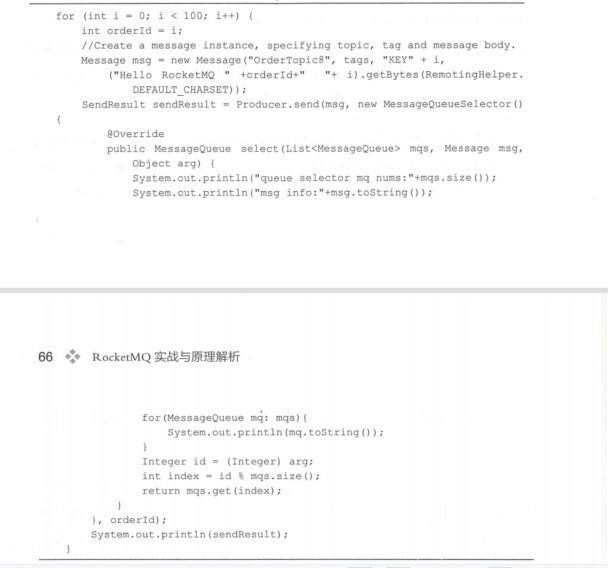 for (int i = 0; i < 100; i++) {
int orderId = i;
//Create a message instance, specifying topic, tag and message body.
Message msg = new Message("OrderTopic8", tags, "KEY" + i,
("Hello RocketMQ " +orderId+" "+ i).getBytes(RemotingHelper.
DEFAULT_CHARSET));
SendResult sendResult = Producer.send(msg, new MessageQueueSelector()
{
@Override
public MessageQueue select(List<MessageQueue> mqs, Message msg,
Object arg) {
System.out.println("queue selector mq nums:"+mqs.size());
System.out.println("msg info:"+msg.toString());
66 RocketMQ 实战与原理解析
for(MessageQueue mq: mqs){
System.out.println(mq.toString());
}
Integer id = (Integer) arg;
int index = id % mqs.size();
return mqs.get(index);
}
}, orderId);
System.out.println(sendResult);
}